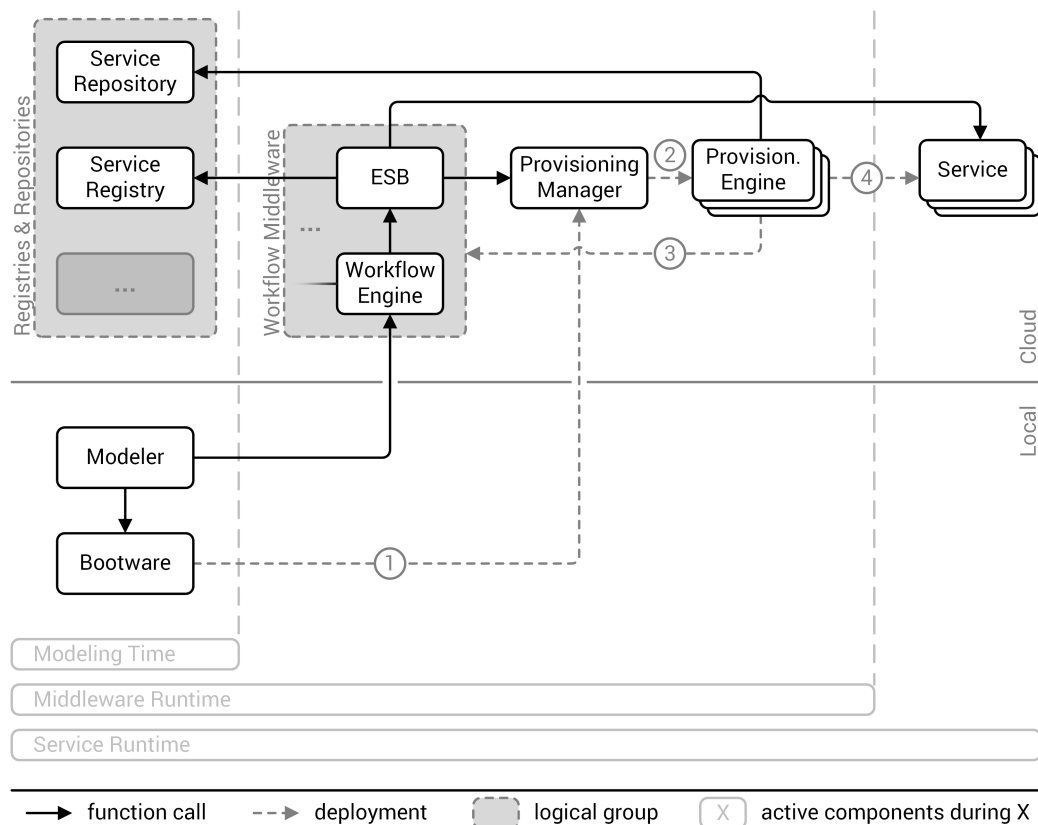 Service
Repository
Registries & Repositories
Service
Registry
...
Workflow Middleware
ESB
...
Workflow
Engine
Provisioning
Manager
2
Provision.
Engine
4
Service
3
Cloud
Local
Modeler
Bootware
1
Modeling Time
Middleware Runtime
Service Runtime
function call
deployment
logical group
X
active components during X